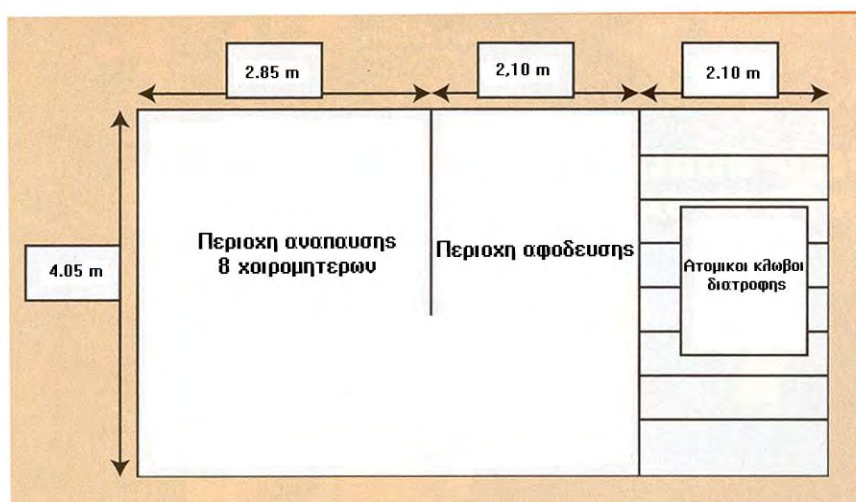 2.85 m
2,10 m
2.10 m
4.05 m
Περιοχη αναπαυσης
8 χοιρομητερων
Περιοχη αφοδευσης
Ατομικοι κλωβοι
διατροφης